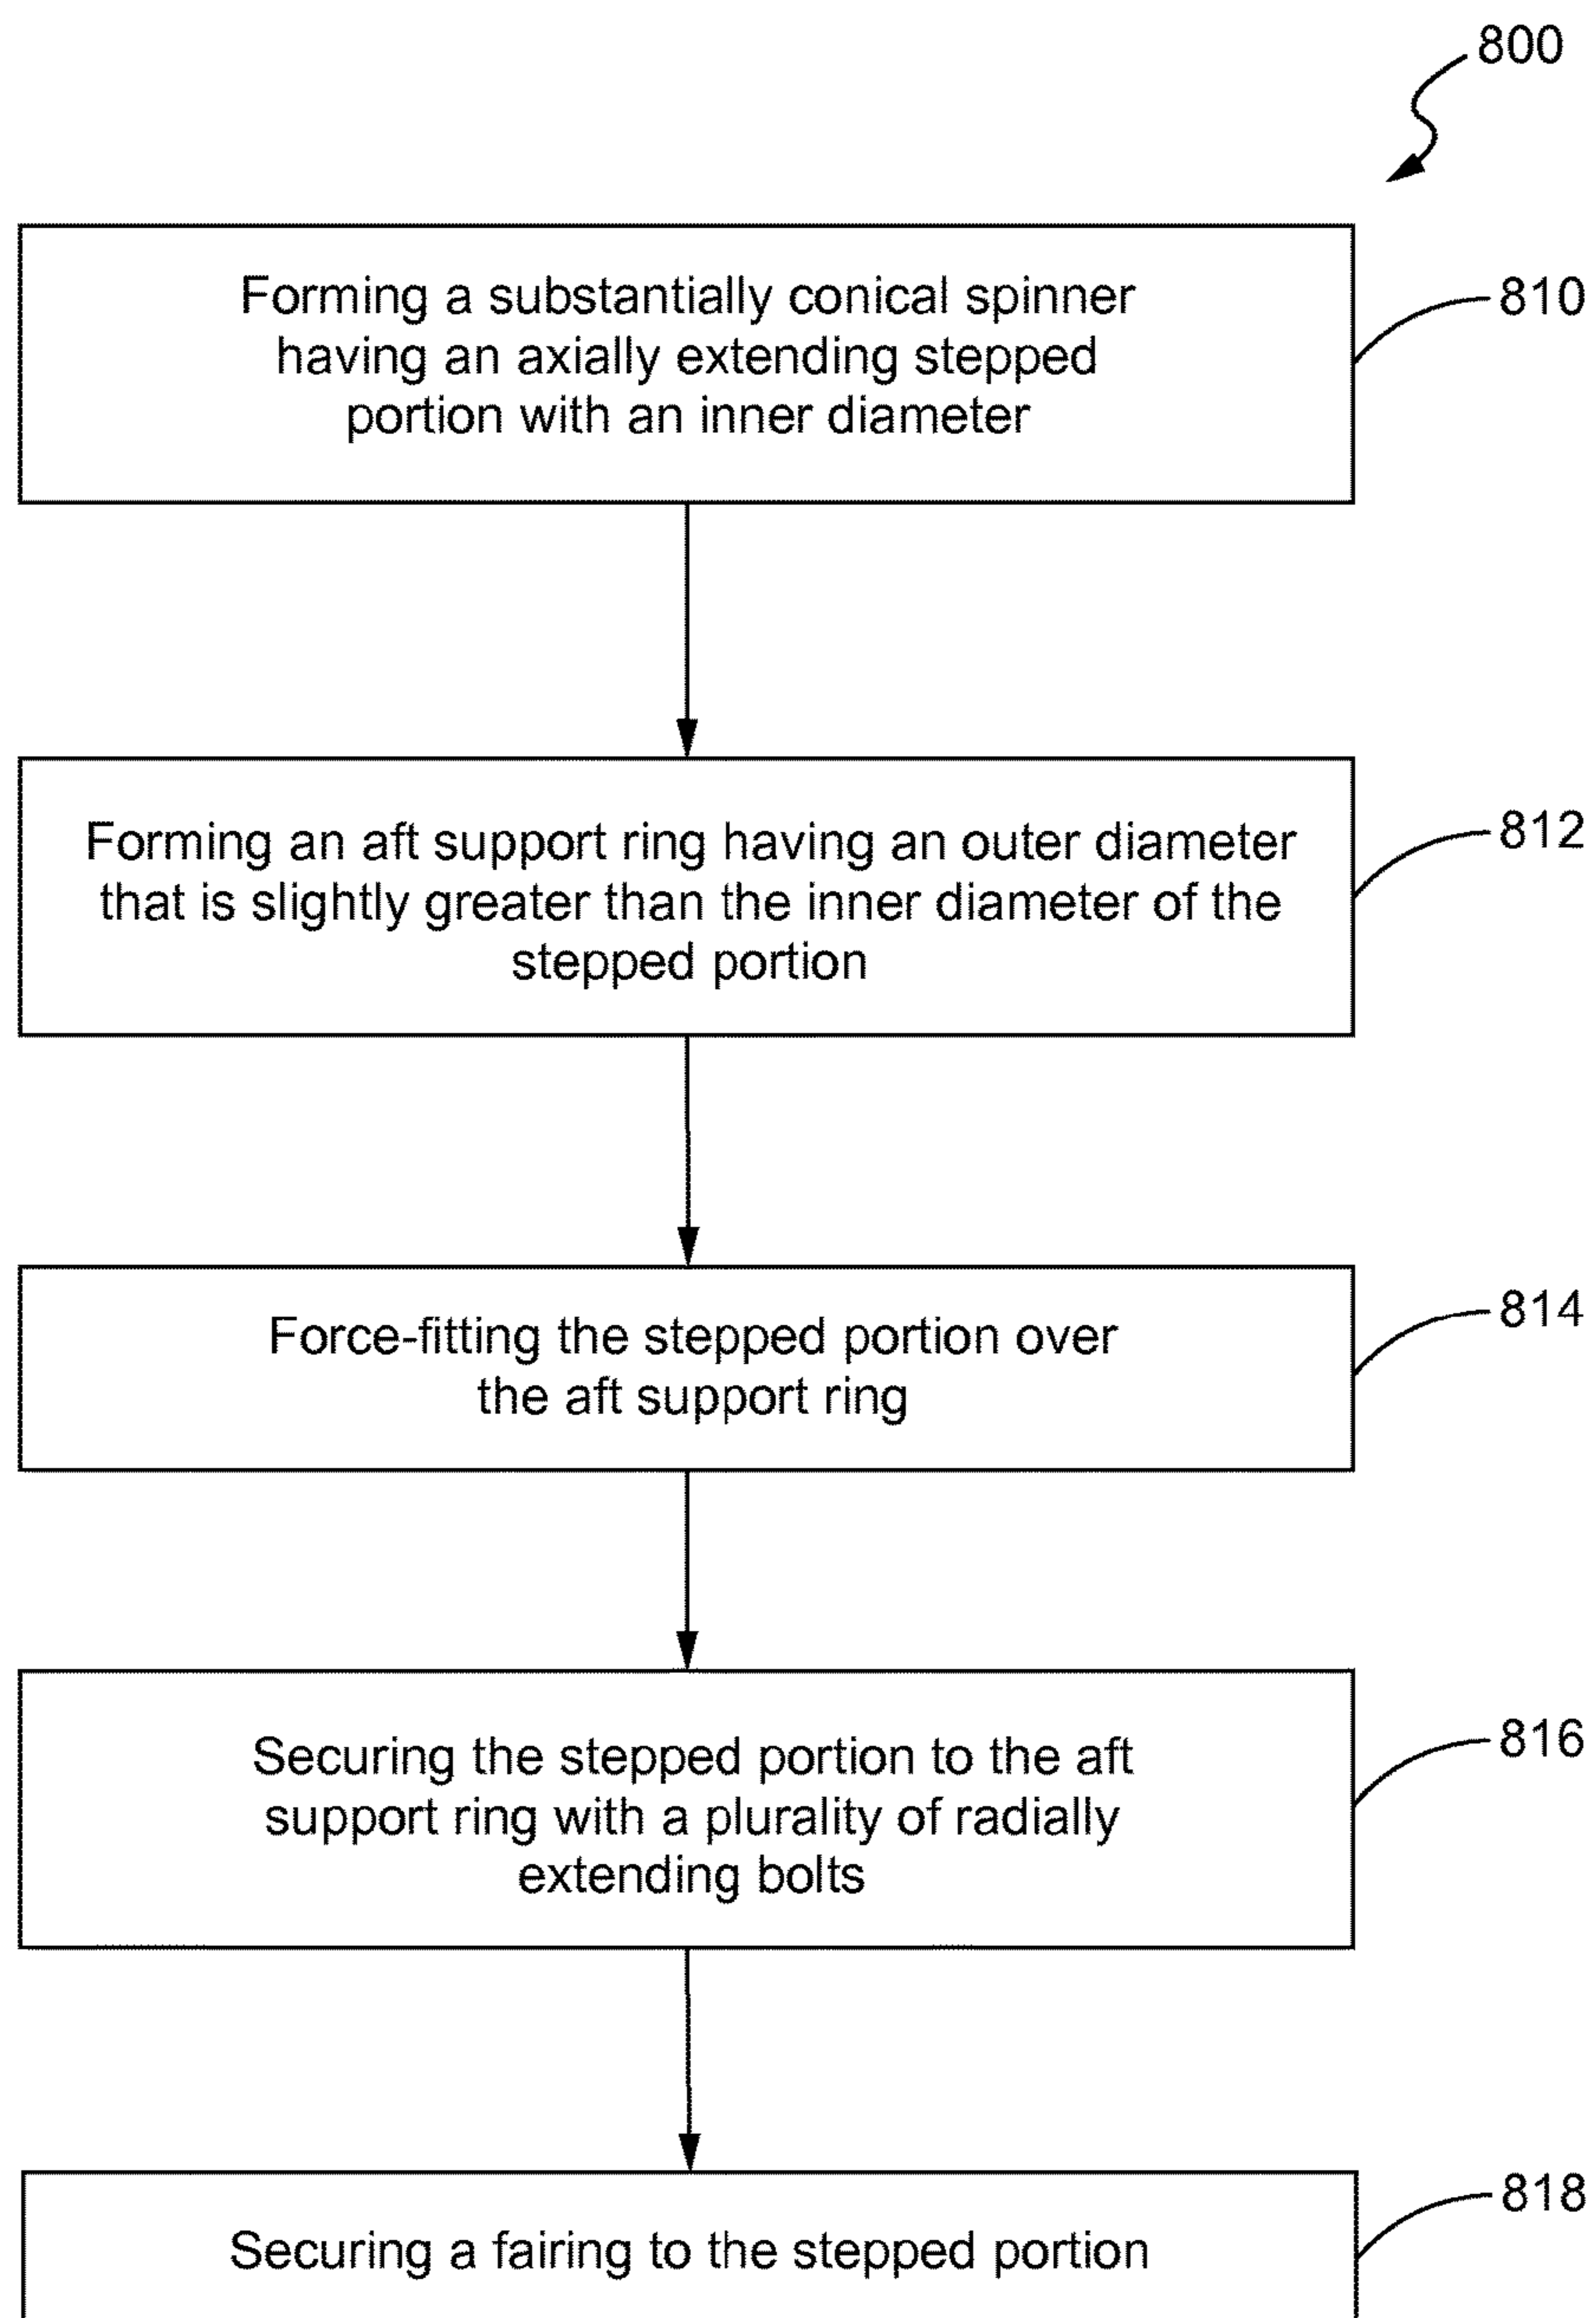 800
Forming a substantially conical spinner
having an axially extending stepped
portion with an inner diameter
810
Forming an aft support ring having an outer diameter
that is slightly greater than the inner diameter of the
stepped portion
812
Force-fitting the stepped portion over
the aft support ring
814
Securing the stepped portion to the aft
support ring with a plurality of radially
extending bolts
816
Securing a fairing to the stepped portion
818